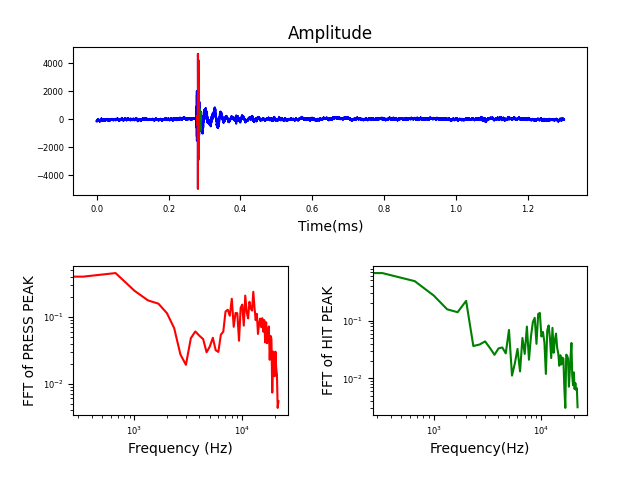 Amplitude
4000
2000
0
−2000
−4000
0.0 0.2 0.4 0.6 0.8 1.0 1.2
Time(ms)
FFT of PRESS PEAK
10⁻¹
10⁻²
10³ 10⁴
Frequency (Hz)
FFT of HIT PEAK
10⁻¹
10⁻²
10³ 10⁴
Frequency(Hz)